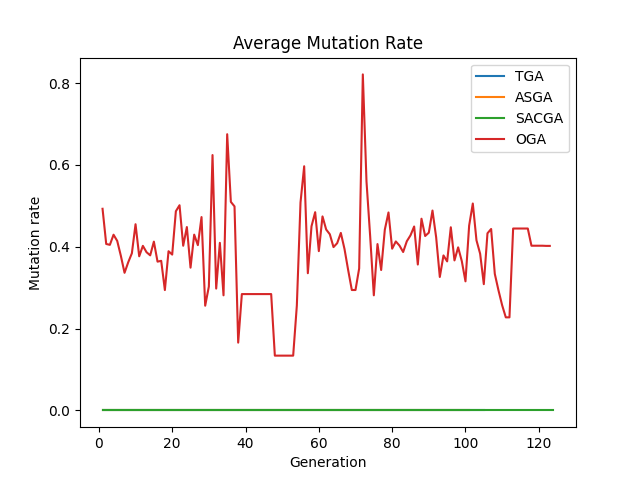 Average Mutation Rate
TGA
ASGA
SACGA
OGA
Mutation rate
0.8
0.6
0.4
0.2
0.0
0 20 40 60 80 100 120
Generation